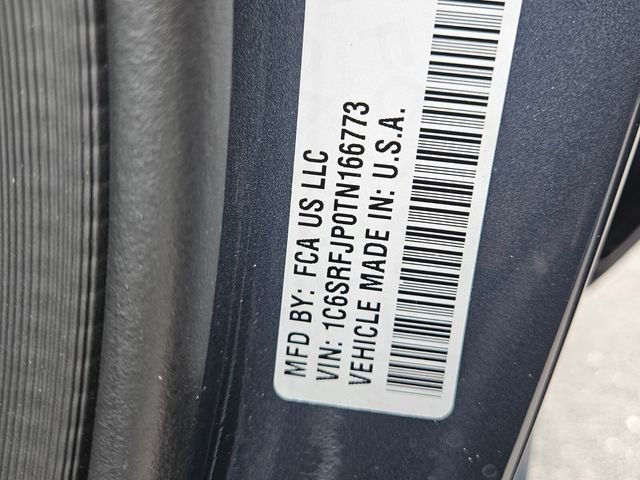 MFD BY: FCA US LLC
VIN: 1C6SRFJP0TN166773
VEHICLE MADE IN: U.S.A.